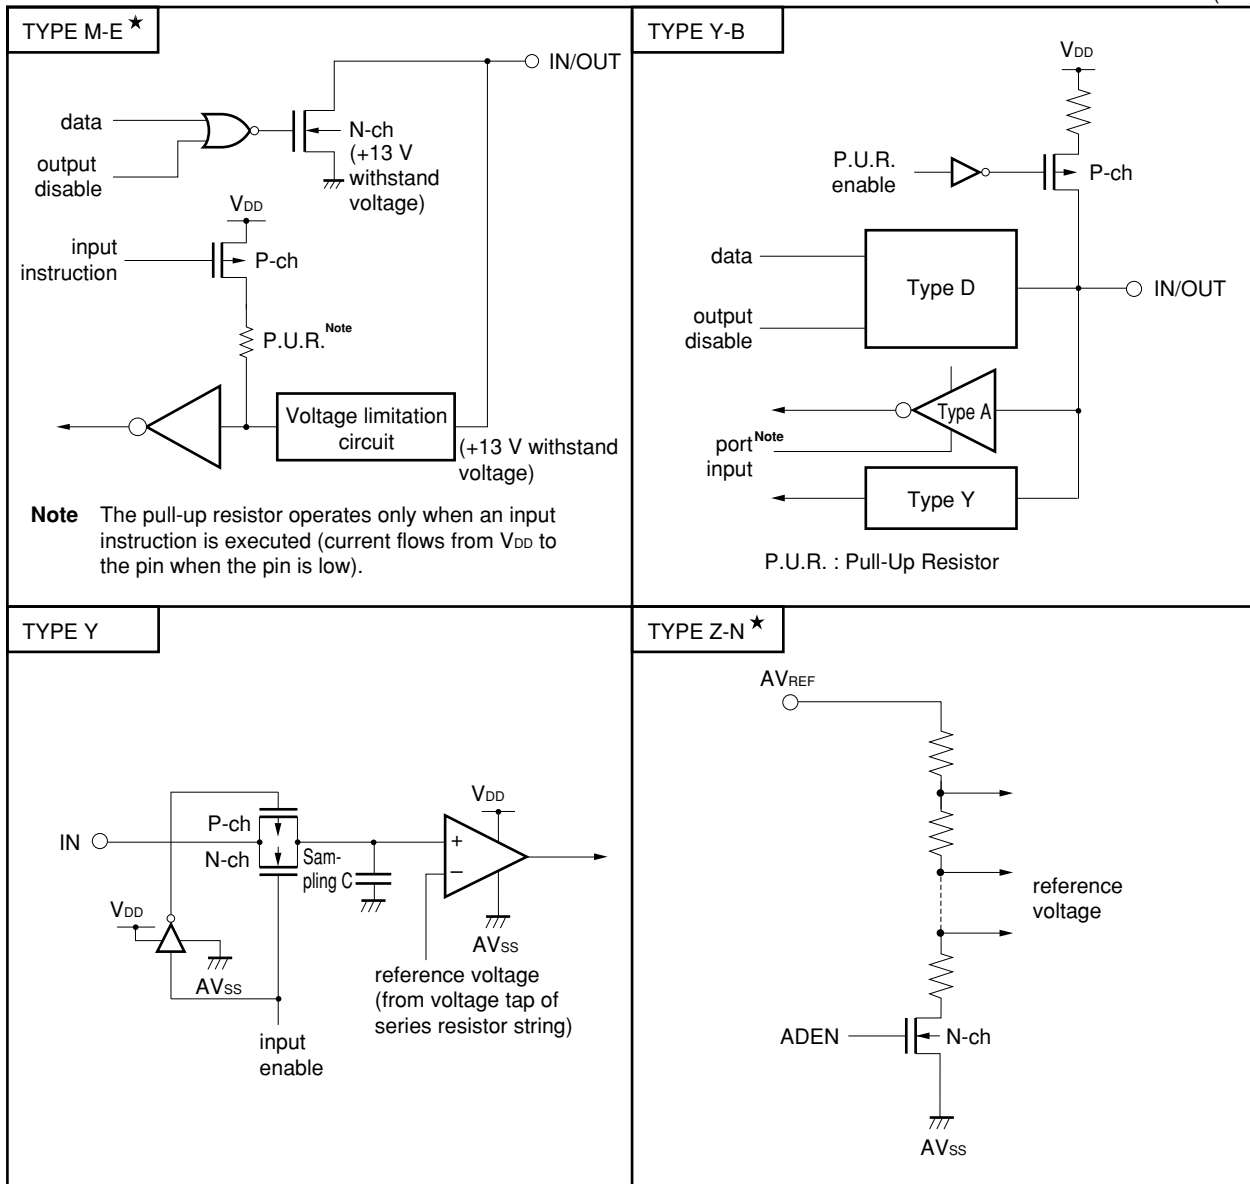 (
TYPE M-E ★
IN/OUT
data
output
disable
N-ch
(+13 V
withstand
voltage)
VDD
input
instruction
P-ch
P.U.R. Note
Voltage limitation
circuit
(+13 V withstand
voltage)
Note The pull-up resistor operates only when an input
instruction is executed (current flows from VDD to
the pin when the pin is low).
TYPE Y-B
VDD
P.U.R.
enable
P-ch
data
Type D
IN/OUT
output
disable
Type A
port Note
input
Type Y
P.U.R. : Pull-Up Resistor
TYPE Y
IN
P-ch
N-ch
Sam-
pling C
VDD
+
−
AVSS
VDD
AVSS
reference voltage
(from voltage tap of
series resistor string)
input
enable
TYPE Z-N ★
AVREF
reference
voltage
ADEN
N-ch
AVSS